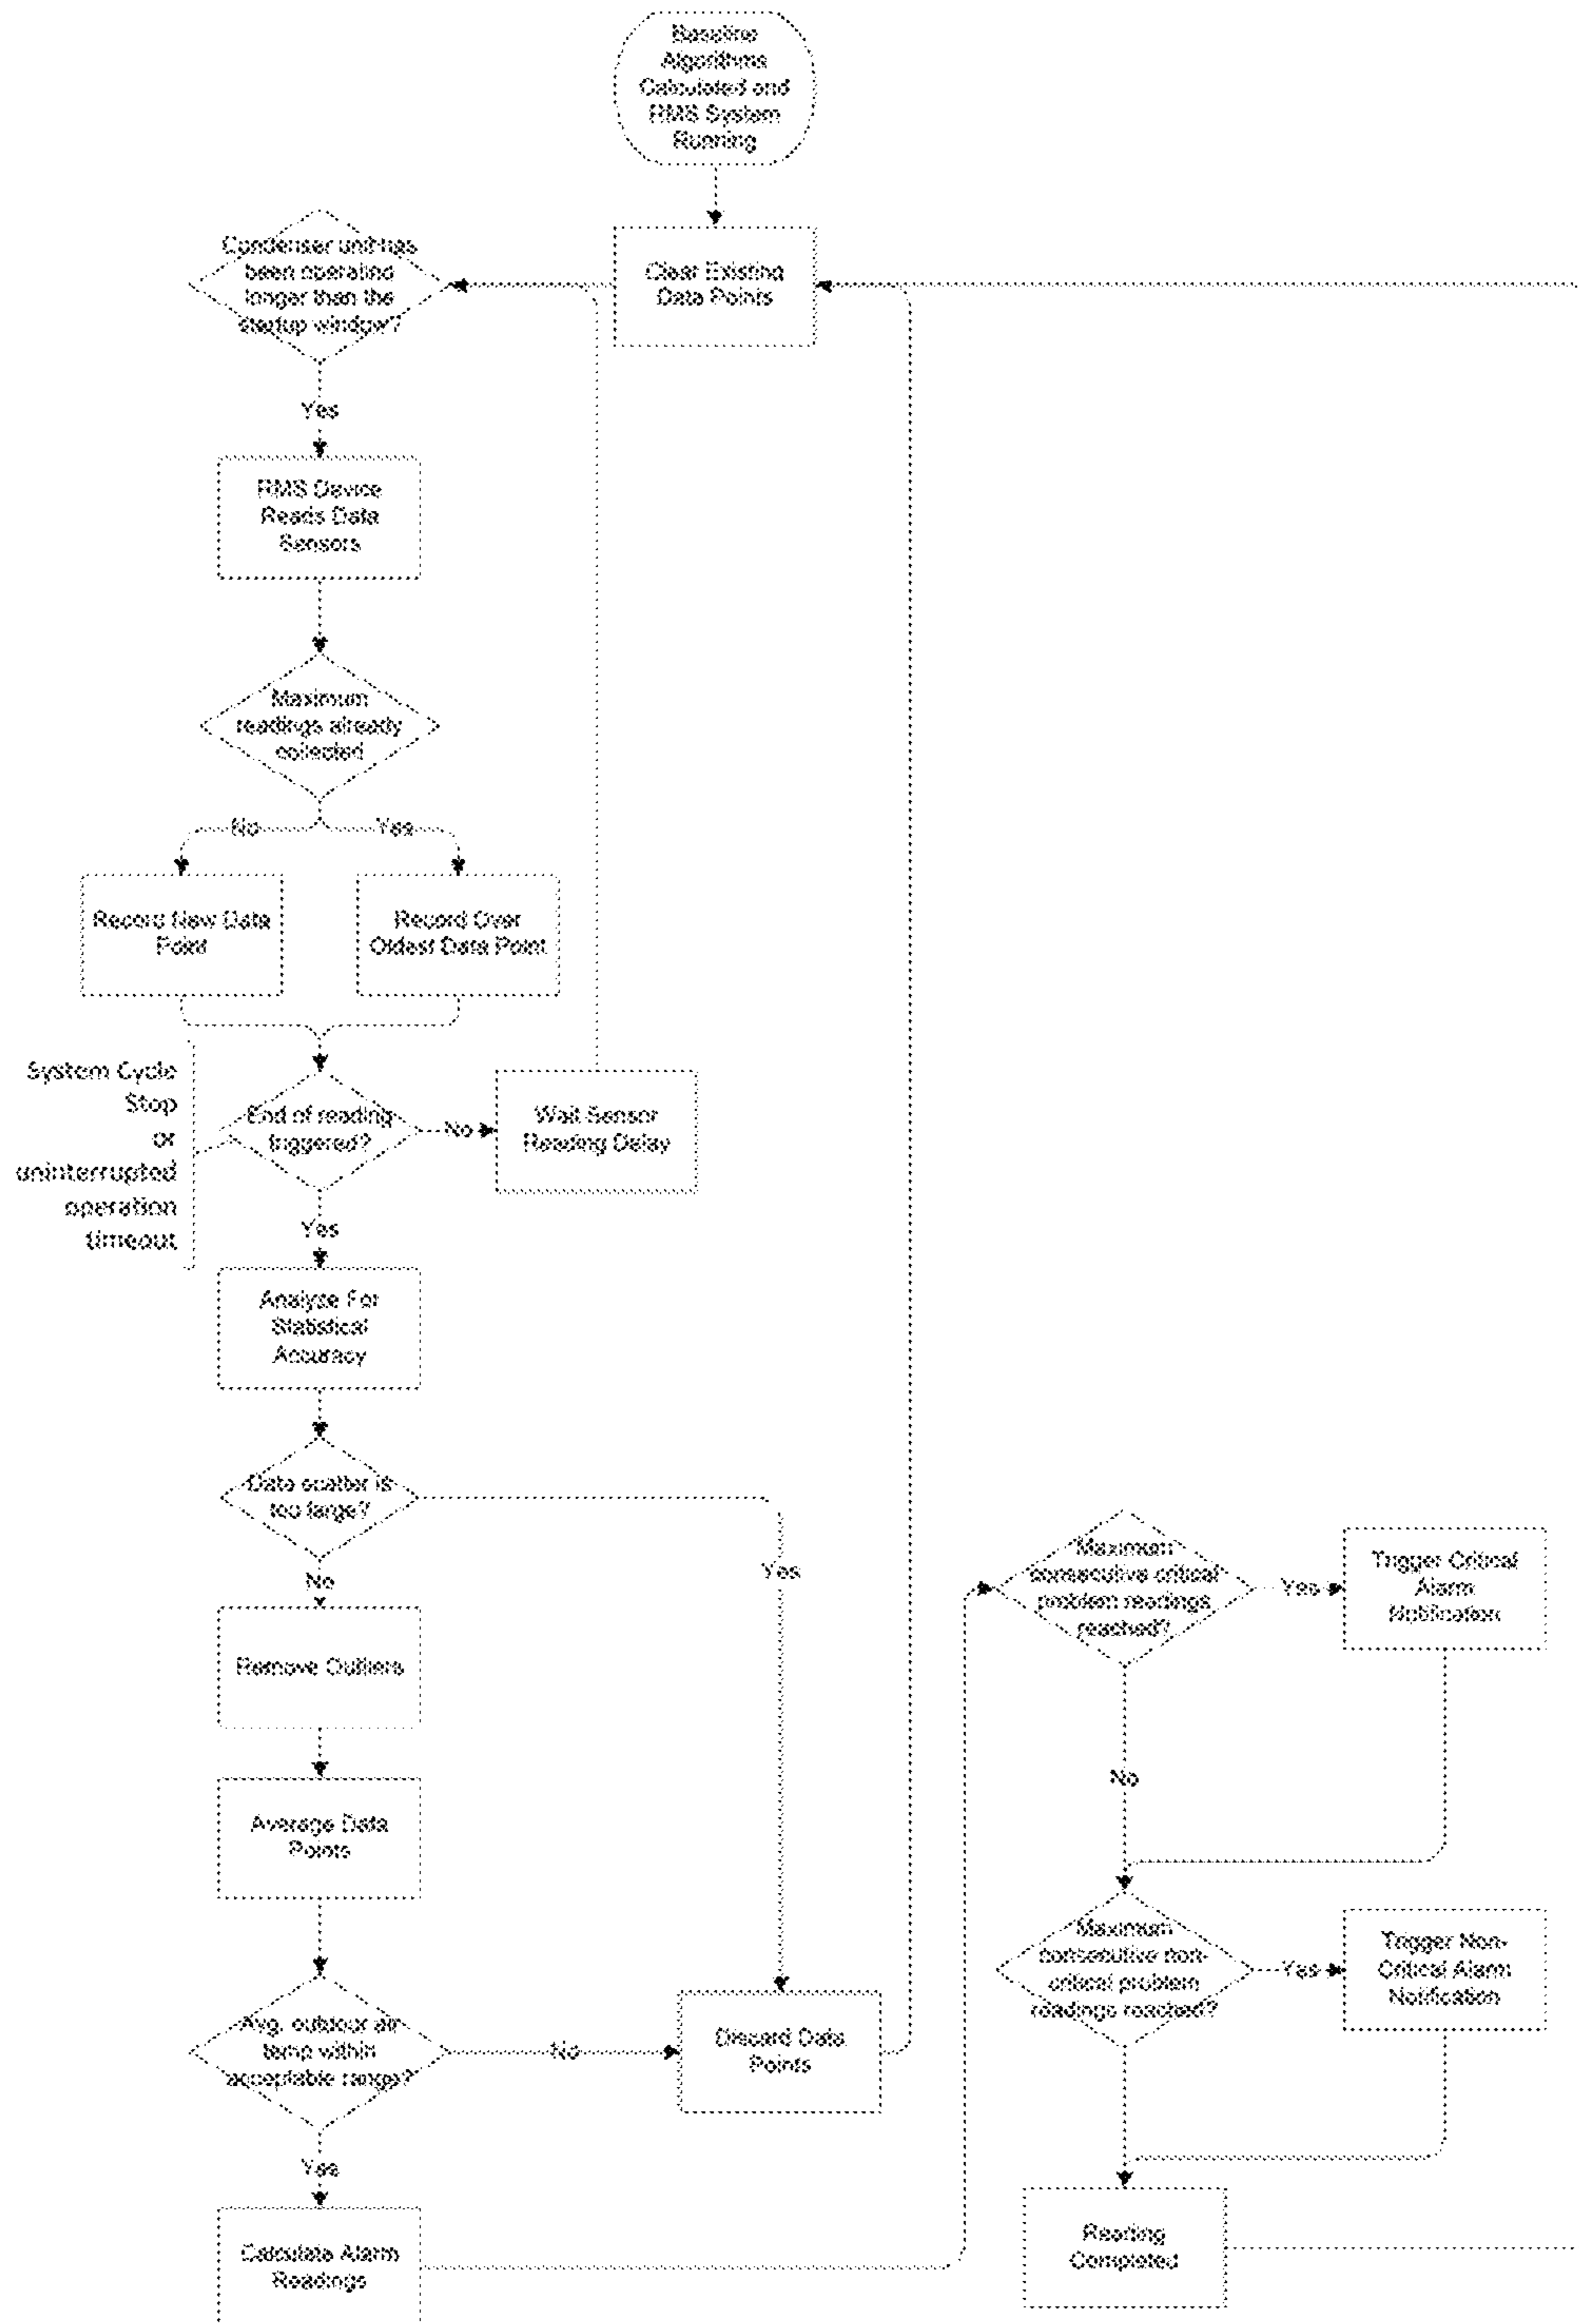 Baseline
Algorithms
Calculated and
RMS System
Running
Clear Existing
Data Points
Condenser unit has
been operating
longer than the
startup window?
Yes
RMS Device
Reads Data
Sensors
Maximum
readings already
collected
No
Yes
Record New Data
Point
Record Over
Oldest Data Point
System Cycle
Stop
or
uninterrupted
operation
timeout
End of reading
triggered?
No
Wait Sensor
Reading Delay
Yes
Analyse For
Statistical
Accuracy
Data scatter is
too large?
Yes
No
Remove Outliers
Average Data
Points
Avg. outdoor air
temp within
acceptable range?
No
Discard Data
Points
Yes
Calculate Alarm
Readings
Maximum
consecutive critical
problem readings
reached?
Yes
Trigger Critical
Alarm
Notification
No
Maximum
consecutive non-
critical problem
readings reached?
Yes
Trigger Non-
Critical Alarm
Notification
Reading
Completed